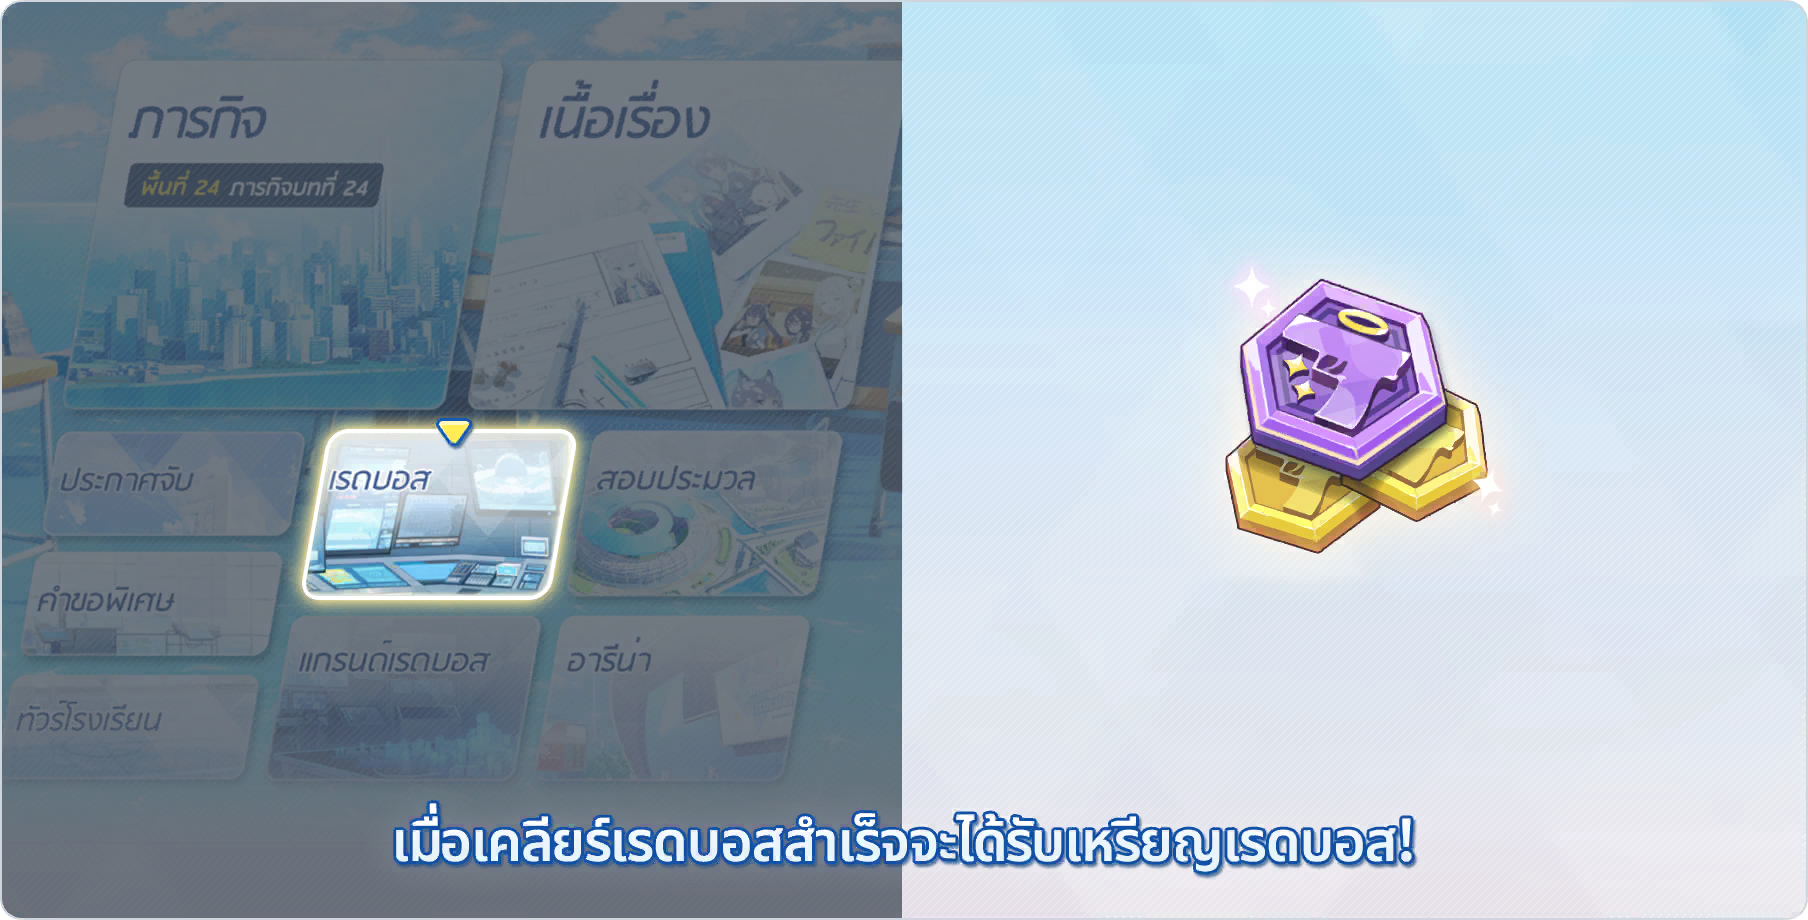 ภารกิจ
พื้นที่ 24 ภารกิจบทที่ 24
เนื้อเรื่อง
ประกาศจับ
เรดบอส
สอบประมวล
คำขอพิเศษ
แกรนด์เรดบอส
อารีน่า
ทัวร์โรงเรียน
เมื่อเคลียร์เรดบอสสำเร็จจะได้รับเหรียญเรดบอส!